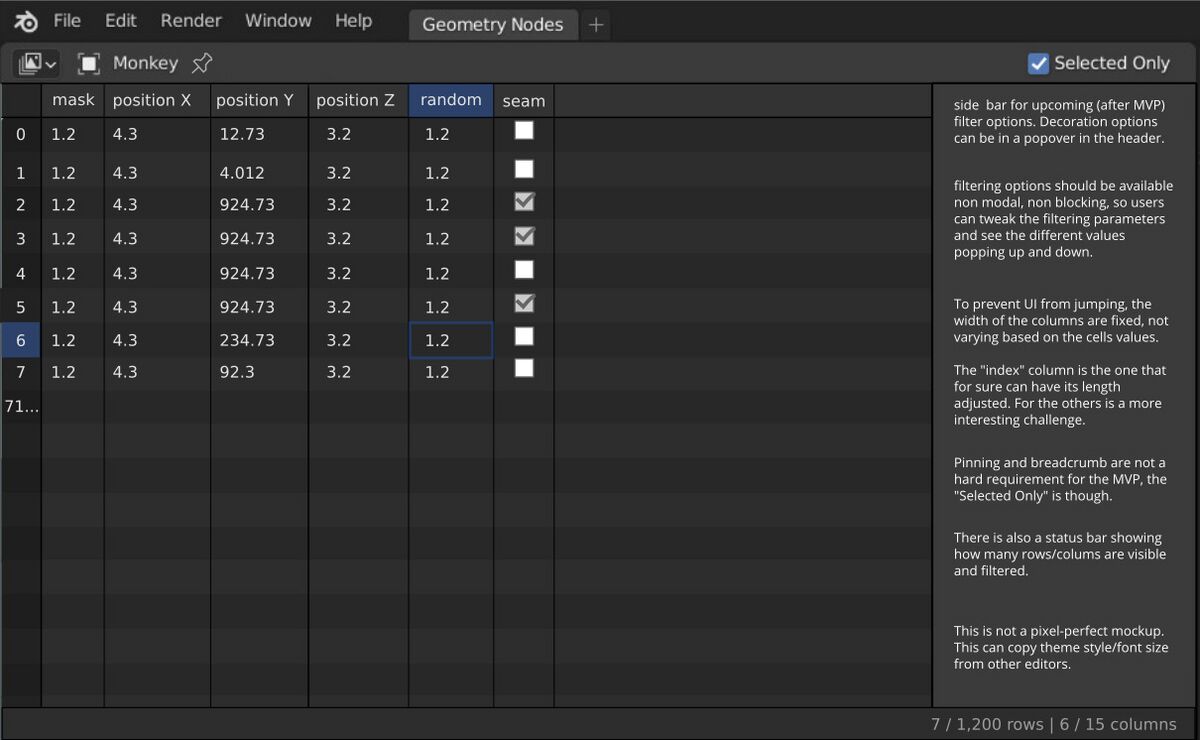 File Edit Render Window Help Geometry Nodes +
Monkey Selected Only
mask position X position Y position Z random seam
0 1.2 4.3 12.73 3.2 1.2
1 1.2 4.3 4.012 3.2 1.2
2 1.2 4.3 924.73 3.2 1.2
3 1.2 4.3 924.73 3.2 1.2
4 1.2 4.3 924.73 3.2 1.2
5 1.2 4.3 924.73 3.2 1.2
6 1.2 4.3 234.73 3.2 1.2
7 1.2 4.3 92.3 3.2 1.2
71...
side bar for upcoming (after MVP)
filter options. Decoration options
can be in a popover in the header.
filtering options should be available
non modal, non blocking, so users
can tweak the filtering parameters
and see the different values
popping up and down.
To prevent UI from jumping, the
width of the columns are fixed, not
varying based on the cells values.
The "index" column is the one that
for sure can have its length
adjusted. For the others is a more
interesting challenge.
Pinning and breadcrumb are not a
hard requirement for the MVP, the
"Selected Only" is though.
There is also a status bar showing
how many rows/colums are visible
and filtered.
This is not a pixel-perfect mockup.
This can copy theme style/font size
from other editors.
7 / 1,200 rows | 6 / 15 columns